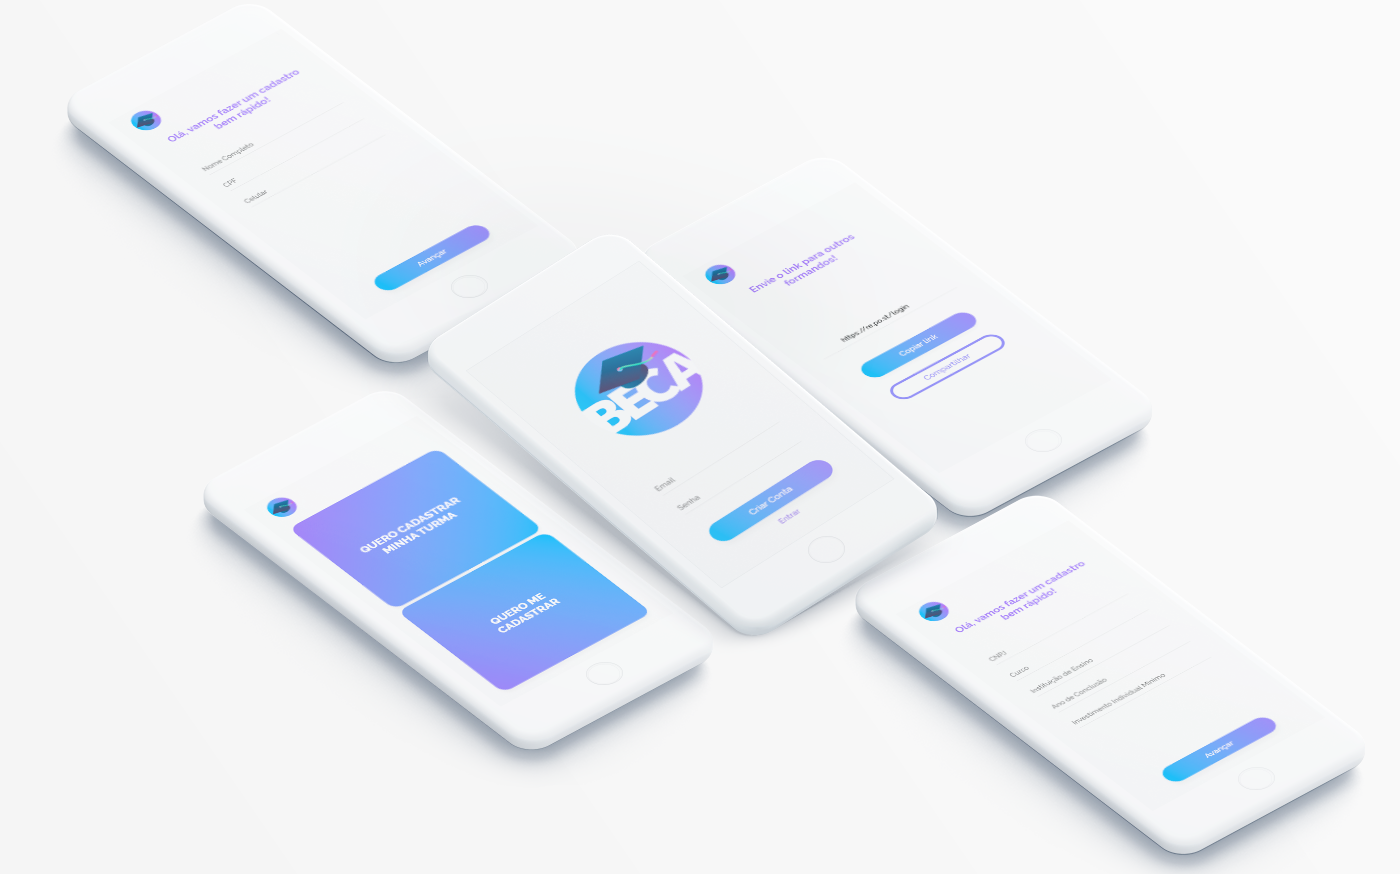 Olá, vamos fazer um cadastro
bem rápido!
Nome Completo
CPF
Celular
Avançar
Envie o link para outros
formandos!
https://re.po.st/login
Copiar link
Compartilhar
BECA
Email
Senha
Criar Conta
Entrar
QUERO CADASTRAR
MINHA TURMA
QUERO ME
CADASTRAR
Olá, vamos fazer um cadastro
bem rápido!
CNPJ
Curso
Instituição de Ensino
Ano de Conclusão
Investimento Individual Mínimo
Avançar